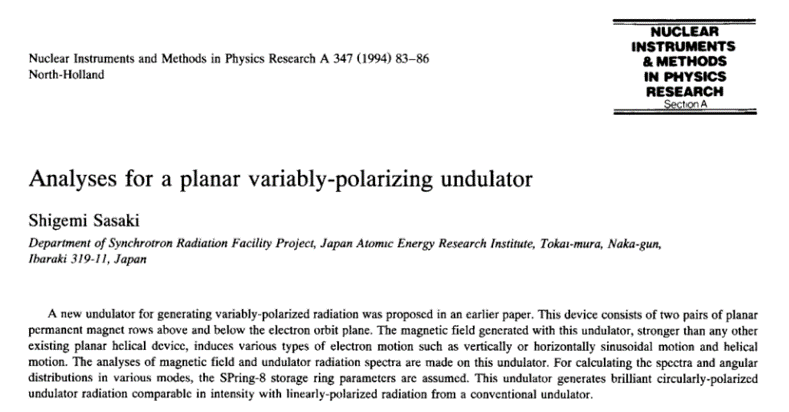 Nuclear Instruments and Methods in Physics Research A 347 (1994) 83–86
North-Holland
NUCLEAR
INSTRUMENTS
& METHODS
IN PHYSICS
RESEARCH
Section A
Analyses for a planar variably-polarizing undulator
Shigemi Sasaki
Department of Synchrotron Radiation Facility Project, Japan Atomic Energy Research Institute, Tokai-mura, Naka-gun,
Ibaraki 319-11, Japan
A new undulator for generating variably-polarized radiation was proposed in an earlier paper. This device consists of two pairs of planar
permanent magnet rows above and below the electron orbit plane. The magnetic field generated with this undulator, stronger than any other
existing planar helical device, induces various types of electron motion such as vertically or horizontally sinusoidal motion and helical
motion. The analyses of magnetic field and undulator radiation spectra are made on this undulator. For calculating the spectra and angular
distributions in various modes, the SPring-8 storage ring parameters are assumed. This undulator generates brilliant circularly-polarized
undulator radiation comparable in intensity with linearly-polarized radiation from a conventional undulator.